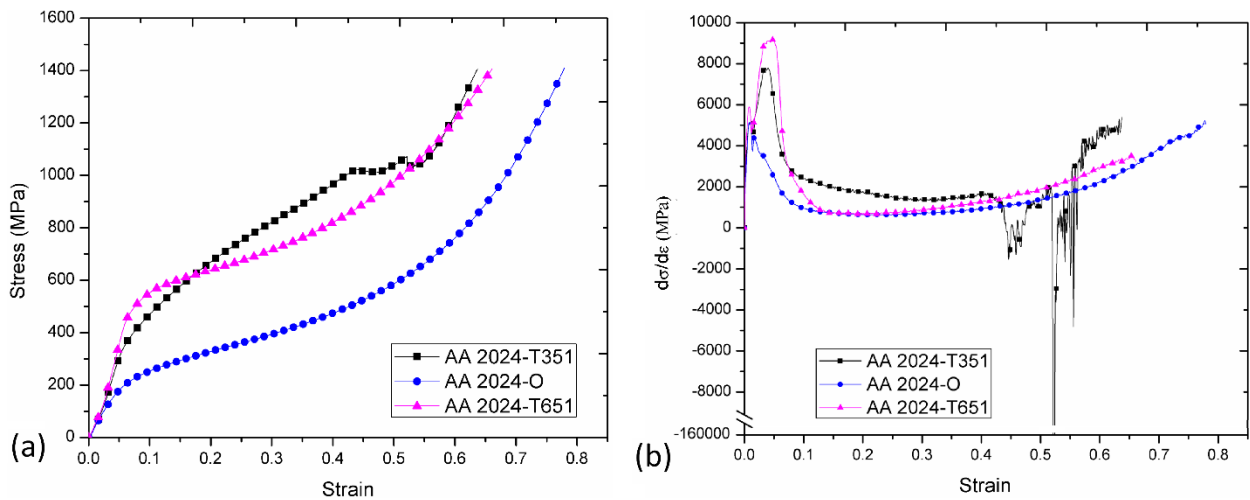 1600
1400
1200
1000
800
600
400
200
0
Stress (MPa)
0.0 0.1 0.2 0.3 0.4 0.5 0.6 0.7 0.8
Strain
AA 2024-T351
AA 2024-O
AA 2024-T651
(a)
10000
8000
6000
4000
2000
0
-2000
-4000
-6000
-8000
-160000
dσ/dε (MPa)
0.0 0.1 0.2 0.3 0.4 0.5 0.6 0.7 0.8
Strain
AA 2024-T351
AA 2024-O
AA 2024-T651
(b)